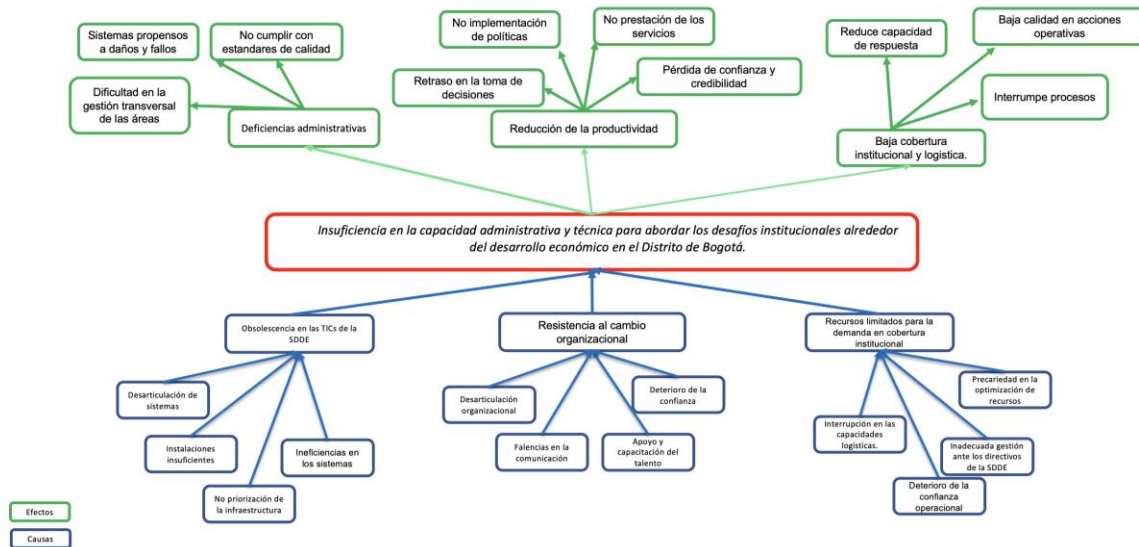 Sistemas propensos
a daños y fallos
No cumplir con
estandares de calidad
Dificultad en la
gestión transversal
de las áreas
Deficiencias administrativas
No implementación
de políticas
No prestación de los
servicios
Retraso en la toma de
decisiones
Pérdida de confianza y
credibilidad
Reducción de la productividad
Reduce capacidad
de respuesta
Baja calidad en acciones
operativas
Interrumpe procesos
Baja cobertura
institucional y logística.
Insuficiencia en la capacidad administrativa y técnica para abordar los desafíos institucionales alrededor
del desarrollo económico en el Distrito de Bogotá.
Obsolescencia en las TICs de la
SDDE
Resistencia al cambio
organizacional
Recursos limitados para la
demanda en cobertura
institucional
Desarticulación de
sistemas
Instalaciones
insuficientes
Ineficiencias en
los sistemas
No priorización de
la infraestructura
Desarticulación
organizacional
Deterioro de la
confianza
Falencias en la
comunicación
Apoyo y
capacitación del
talento
Precariedad en la
optimización de
recursos
Interrupción en las
capacidades
logísticas.
Inadecuada gestión
ante los directivos
de la SDDE
Deterioro de la
confianza
operacional
Efectos
Causas